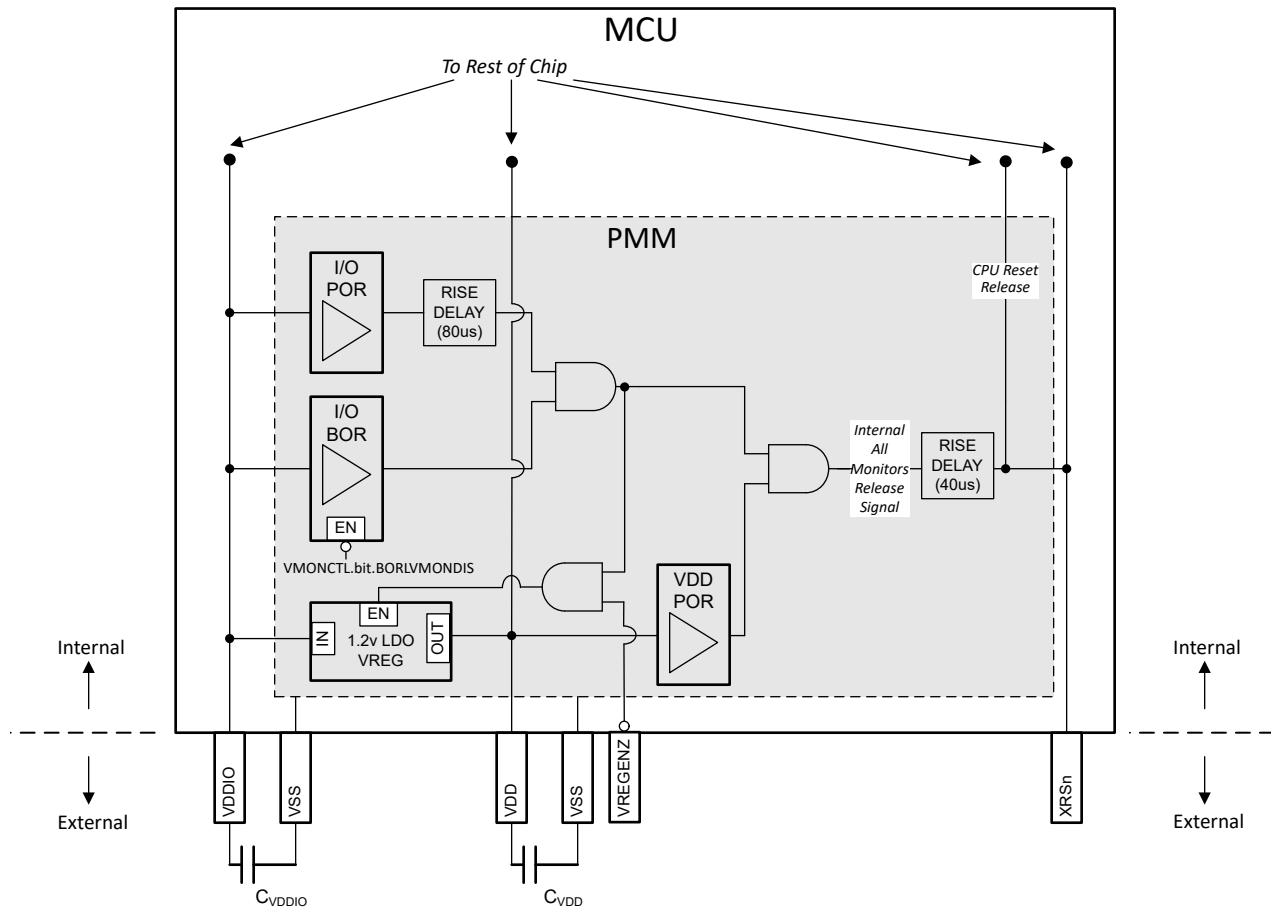 MCU
To Rest of Chip
PMM
I/O
POR
RISE
DELAY
(80us)
CPU Reset
Release
I/O
BOR
EN
VMONCTL.bit.BORLVMONDIS
Internal
All
Monitors
Release
Signal
RISE
DELAY
(40us)
EN
IN
1.2v LDO
VREG
OUT
VDD
POR
Internal
External
Internal
External
VDDIO
VSS
VDD
VSS
VREGENZ
XRSn
CVDDIO
CVDD